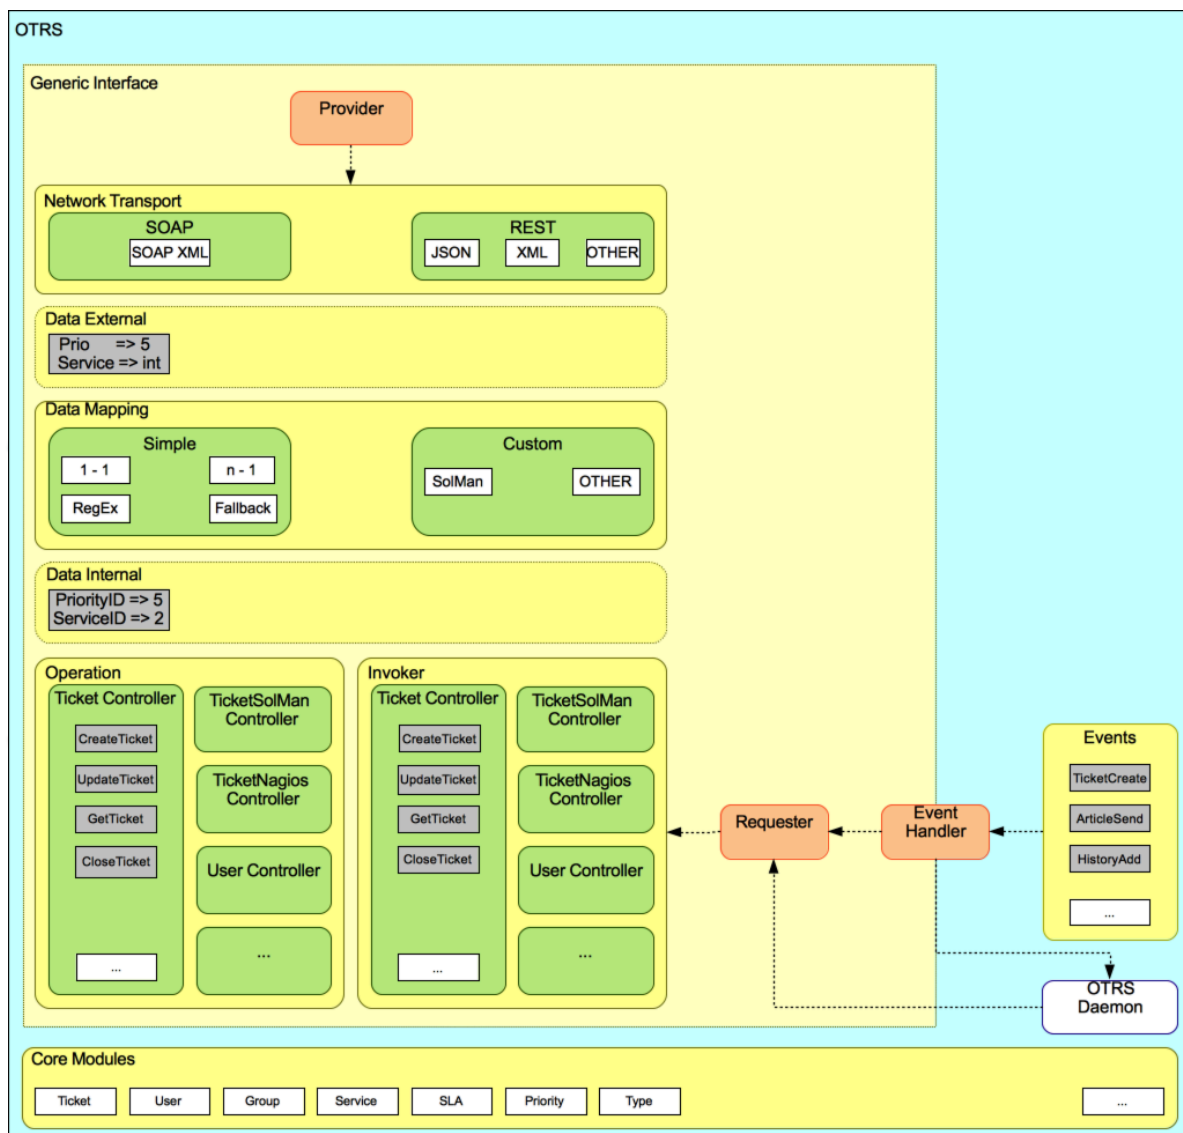 OTRS
Generic Interface
Provider
Network Transport
SOAP
SOAP XML
REST
JSON
XML
OTHER
Data External
Prio => 5
Service => int
Data Mapping
Simple
1 - 1
n - 1
RegEx
Fallback
Custom
SolMan
OTHER
Data Internal
PriorityID => 5
ServiceID => 2
Operation
Ticket Controller
CreateTicket
UpdateTicket
GetTicket
CloseTicket
...
TicketSolMan
Controller
TicketNagios
Controller
User Controller
...
Invoker
Ticket Controller
CreateTicket
UpdateTicket
GetTicket
CloseTicket
...
TicketSolMan
Controller
TicketNagios
Controller
User Controller
...
Requester
Event
Handler
Events
TicketCreate
ArticleSend
HistoryAdd
...
OTRS
Daemon
Core Modules
Ticket
User
Group
Service
SLA
Priority
Type
...